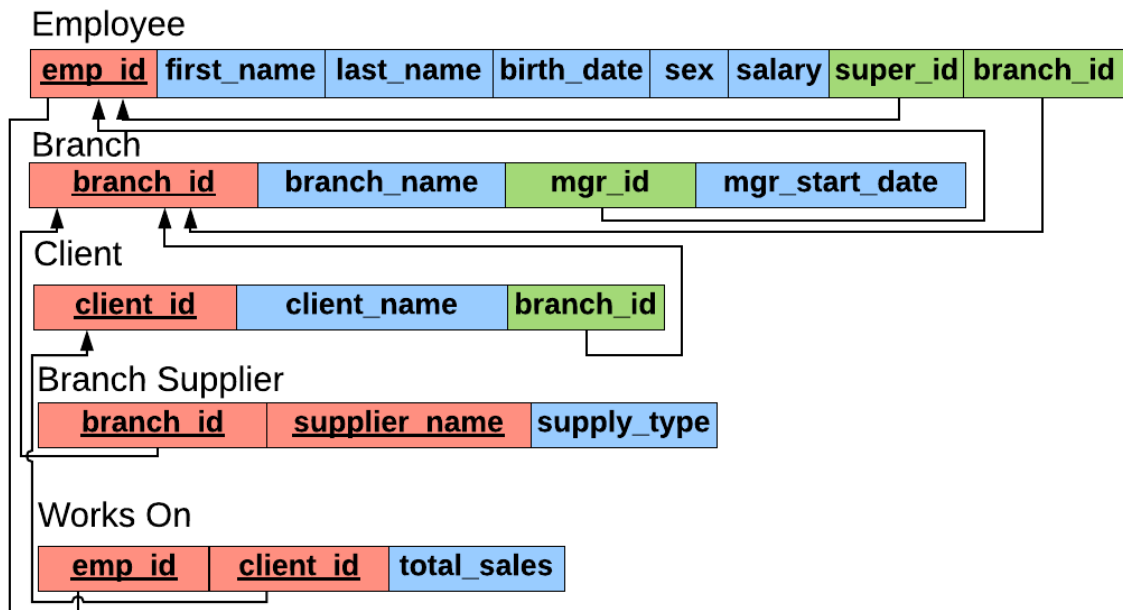 Employee
emp_id first_name last_name birth_date sex salary super_id branch_id
Branch
branch_id branch_name mgr_id mgr_start_date
Client
client_id client_name branch_id
Branch Supplier
branch_id supplier_name supply_type
Works On
emp_id client_id total_sales